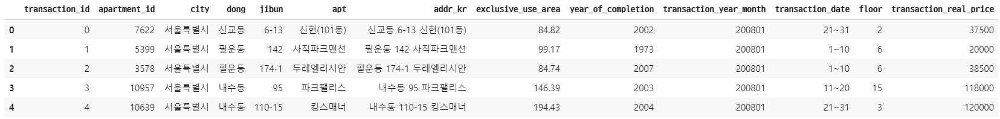 transaction_id apartment_id city dong jibun apt addr_kr exclusive_use_area year_of_completion transaction_year_month transaction_date floor transaction_real_price
0 0 7622 서울특별시 신교동 6-13 신현(101동) 신교동 6-13 신현(101동) 84.82 2002 200801 21~31 2 37500
1 1 5399 서울특별시 필운동 142 사직파크맨션 필운동 142 사직파크맨션 99.17 1973 200801 1~10 6 20000
2 2 3578 서울특별시 필운동 174-1 두레엘리시안 필운동 174-1 두레엘리시안 84.74 2007 200801 1~10 6 38500
3 3 10957 서울특별시 내수동 95 파크팰리스 내수동 95 파크팰리스 146.39 2003 200801 11~20 15 118000
4 4 10639 서울특별시 내수동 110-15 킹스매너 내수동 110-15 킹스매너 194.43 2004 200801 21~31 3 120000